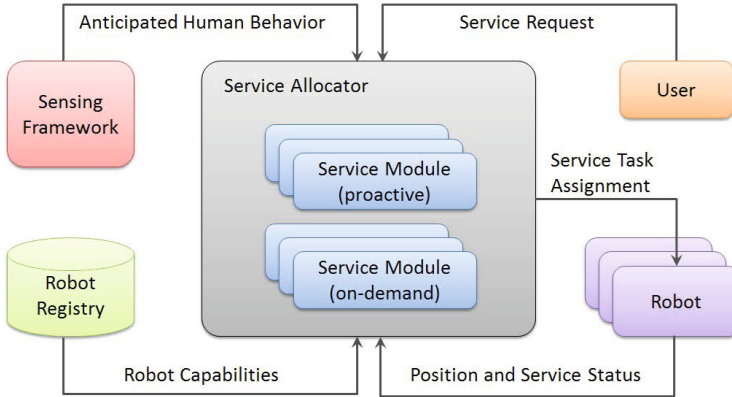 Anticipated Human Behavior
Service Request
Sensing
Framework
Service Allocator
User
Service Module
(proactive)
Service Task
Assignment
Service Module
(on-demand)
Robot
Registry
Robot
Robot Capabilities
Position and Service Status